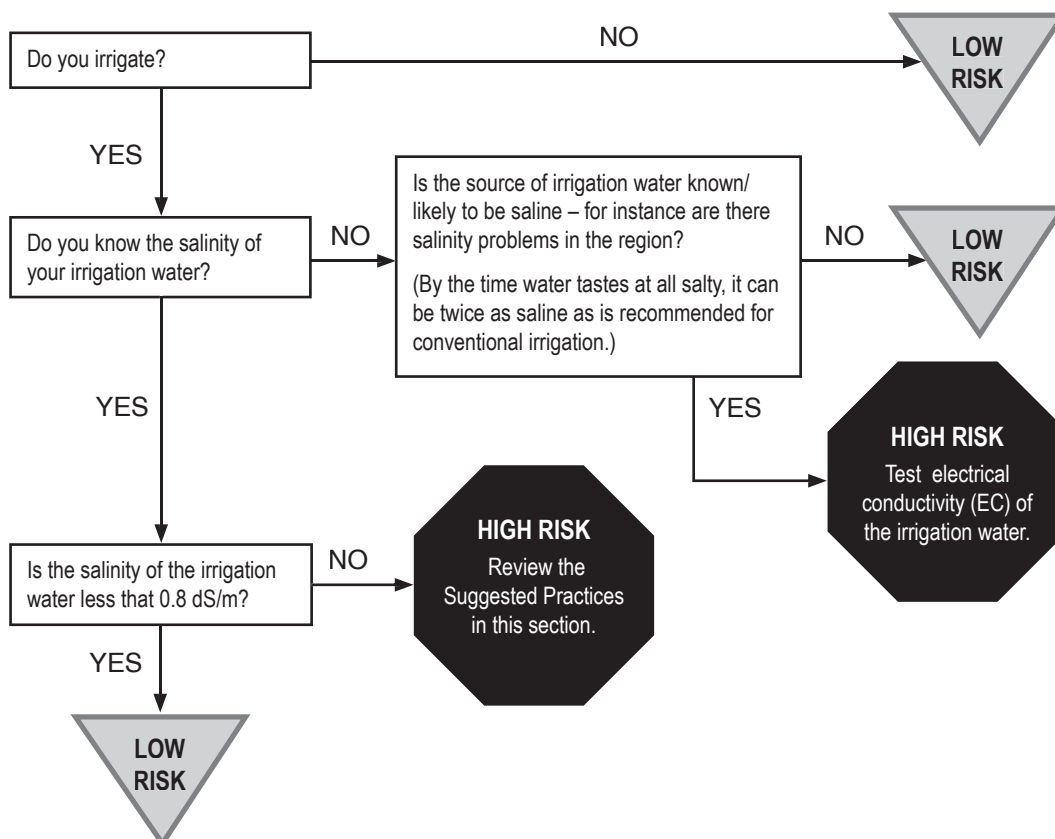 Do you irrigate?
NO
LOW
RISK
YES
Do you know the salinity of
your irrigation water?
NO
Is the source of irrigation water known/
likely to be saline – for instance are there
salinity problems in the region?
(By the time water tastes at all salty, it can
be twice as saline as is recommended for
conventional irrigation.)
NO
LOW
RISK
YES
HIGH RISK
Test electrical
conductivity (EC) of
the irrigation water.
YES
Is the salinity of the irrigation
water less that 0.8 dS/m?
NO
HIGH RISK
Review the
Suggested Practices
in this section.
YES
LOW
RISK